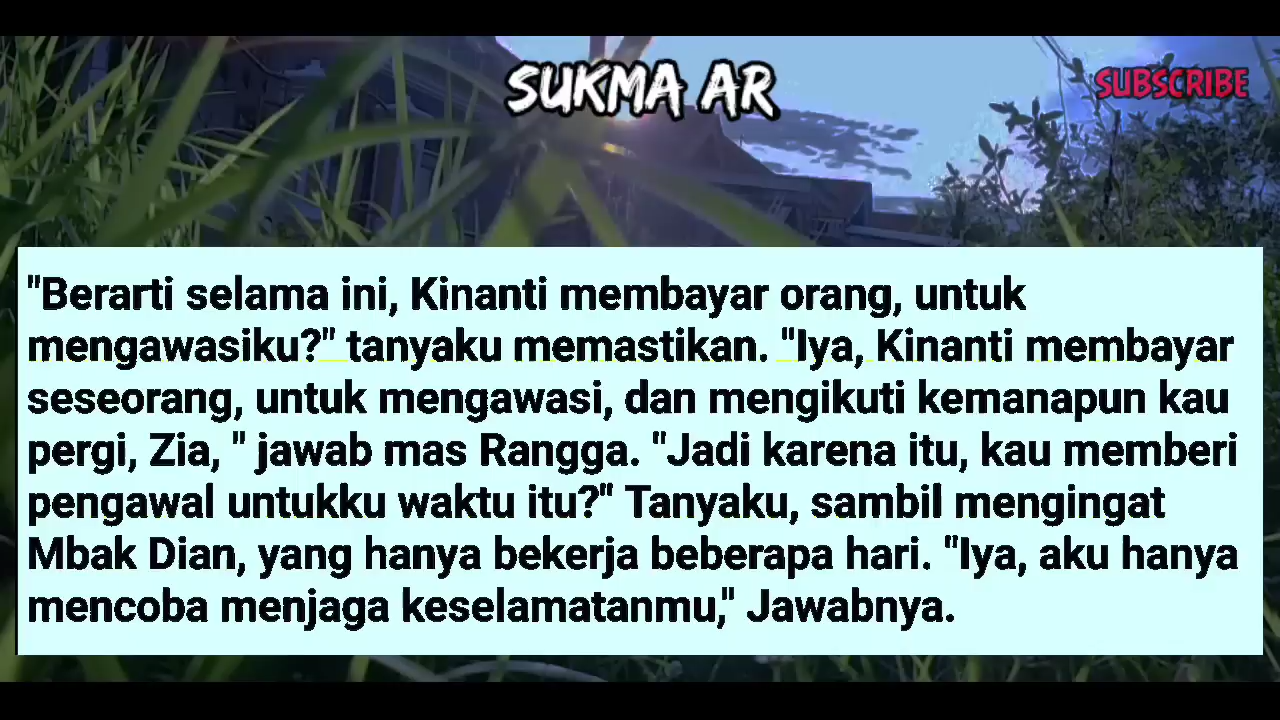 SUKMA AR
SUBSCRIBE
"Berarti selama ini, Kinanti membayar orang, untuk
mengawasiku?" tanyaku memastikan. "Iya, Kinanti membayar
seseorang, untuk mengawasi, dan mengikuti kemanapun kau
pergi, Zia, " jawab mas Rangga. "Jadi karena itu, kau memberi
pengawal untukku waktu itu?" Tanyaku, sambil mengingat
Mbak Dian, yang hanya bekerja beberapa hari. "Iya, aku hanya
mencoba menjaga keselamatanmu," Jawabnya.